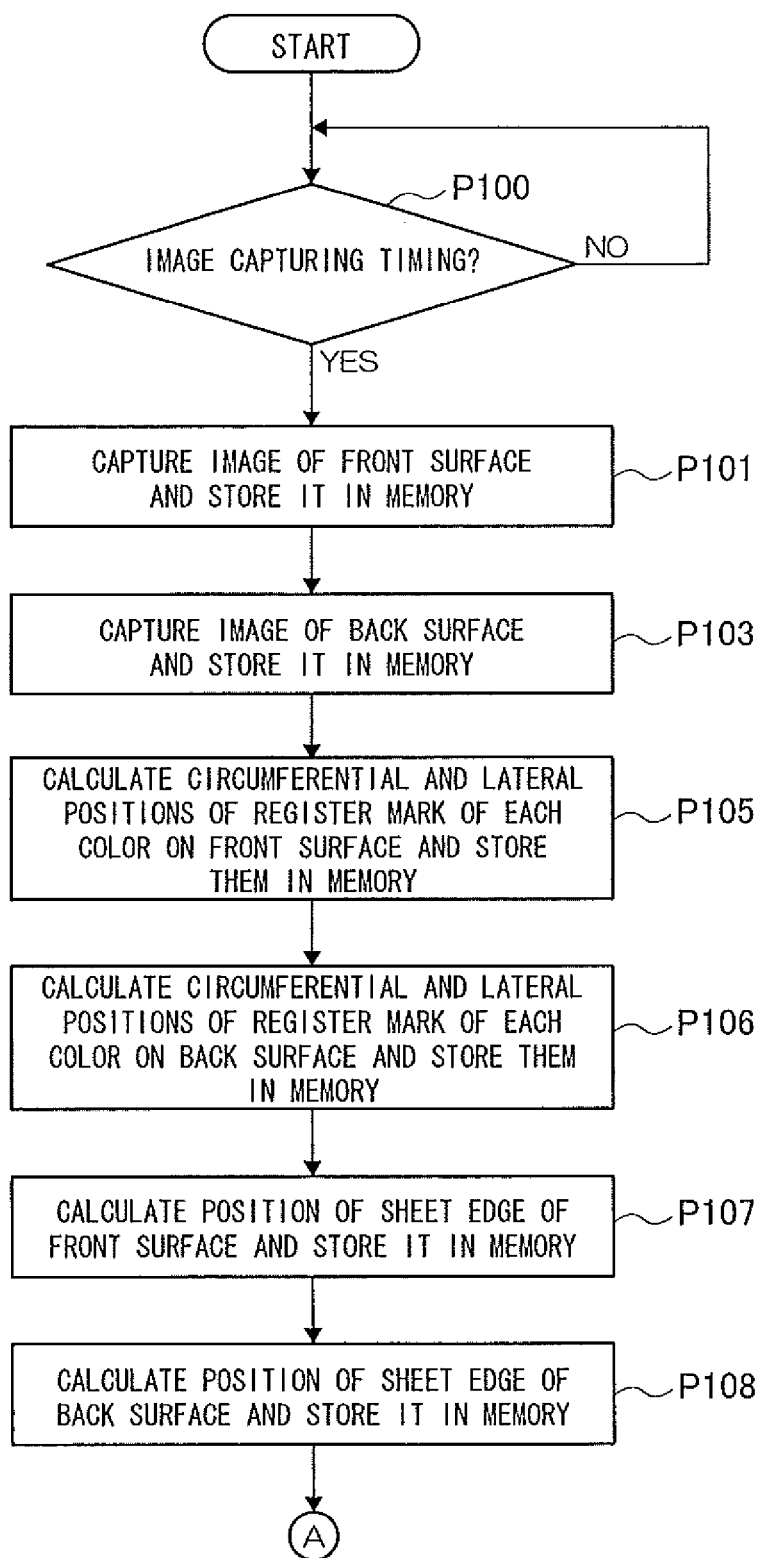 START
P100
IMAGE CAPTURING TIMING?
NO
YES
CAPTURE IMAGE OF FRONT SURFACE
AND STORE IT IN MEMORY
P101
CAPTURE IMAGE OF BACK SURFACE
AND STORE IT IN MEMORY
P103
CALCULATE CIRCUMFERENTIAL AND LATERAL
POSITIONS OF REGISTER MARK OF EACH
COLOR ON FRONT SURFACE AND STORE
THEM IN MEMORY
P105
CALCULATE CIRCUMFERENTIAL AND LATERAL
POSITIONS OF REGISTER MARK OF EACH
COLOR ON BACK SURFACE AND STORE THEM
IN MEMORY
P106
CALCULATE POSITION OF SHEET EDGE OF
FRONT SURFACE AND STORE IT IN MEMORY
P107
CALCULATE POSITION OF SHEET EDGE OF
BACK SURFACE AND STORE IT IN MEMORY
P108
A